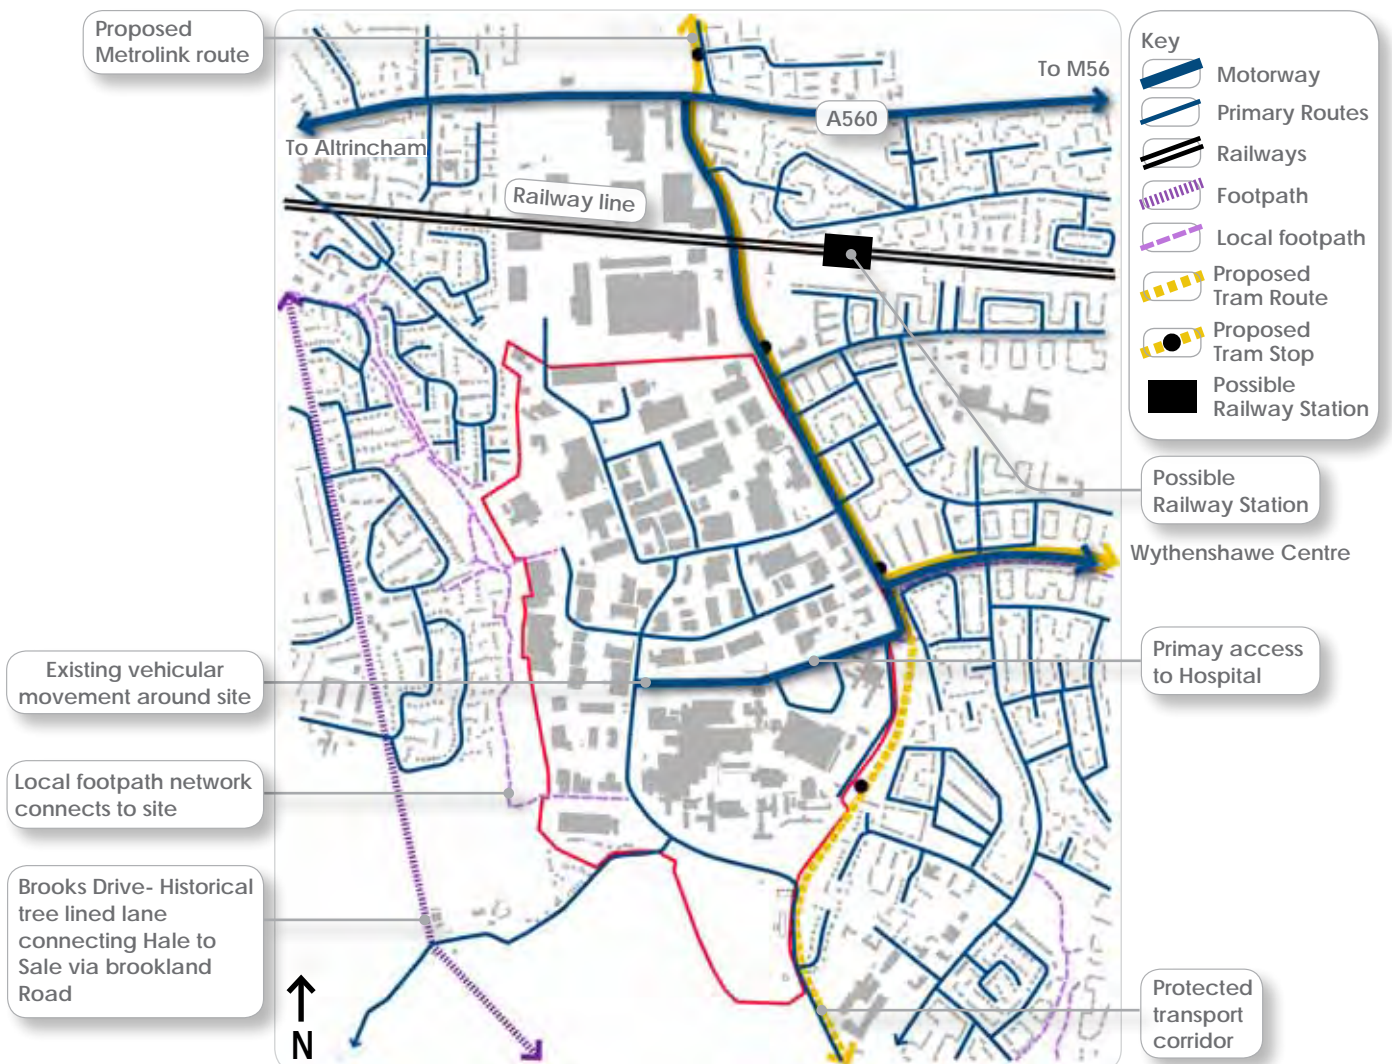 Proposed
Metrolink route
To M56
A560
To Altrincham
Railway line
Key
Motorway
Primary Routes
Railways
Footpath
Local footpath
Proposed
Tram Route
Proposed
Tram Stop
Possible
Railway Station
Possible
Railway Station
Wythenshawe Centre
Primay access
to Hospital
Existing vehicular
movement around site
Local footpath network
connects to site
Brooks Drive- Historical
tree lined lane
connecting Hale to
Sale via brookland
Road
N
Protected
transport
corridor